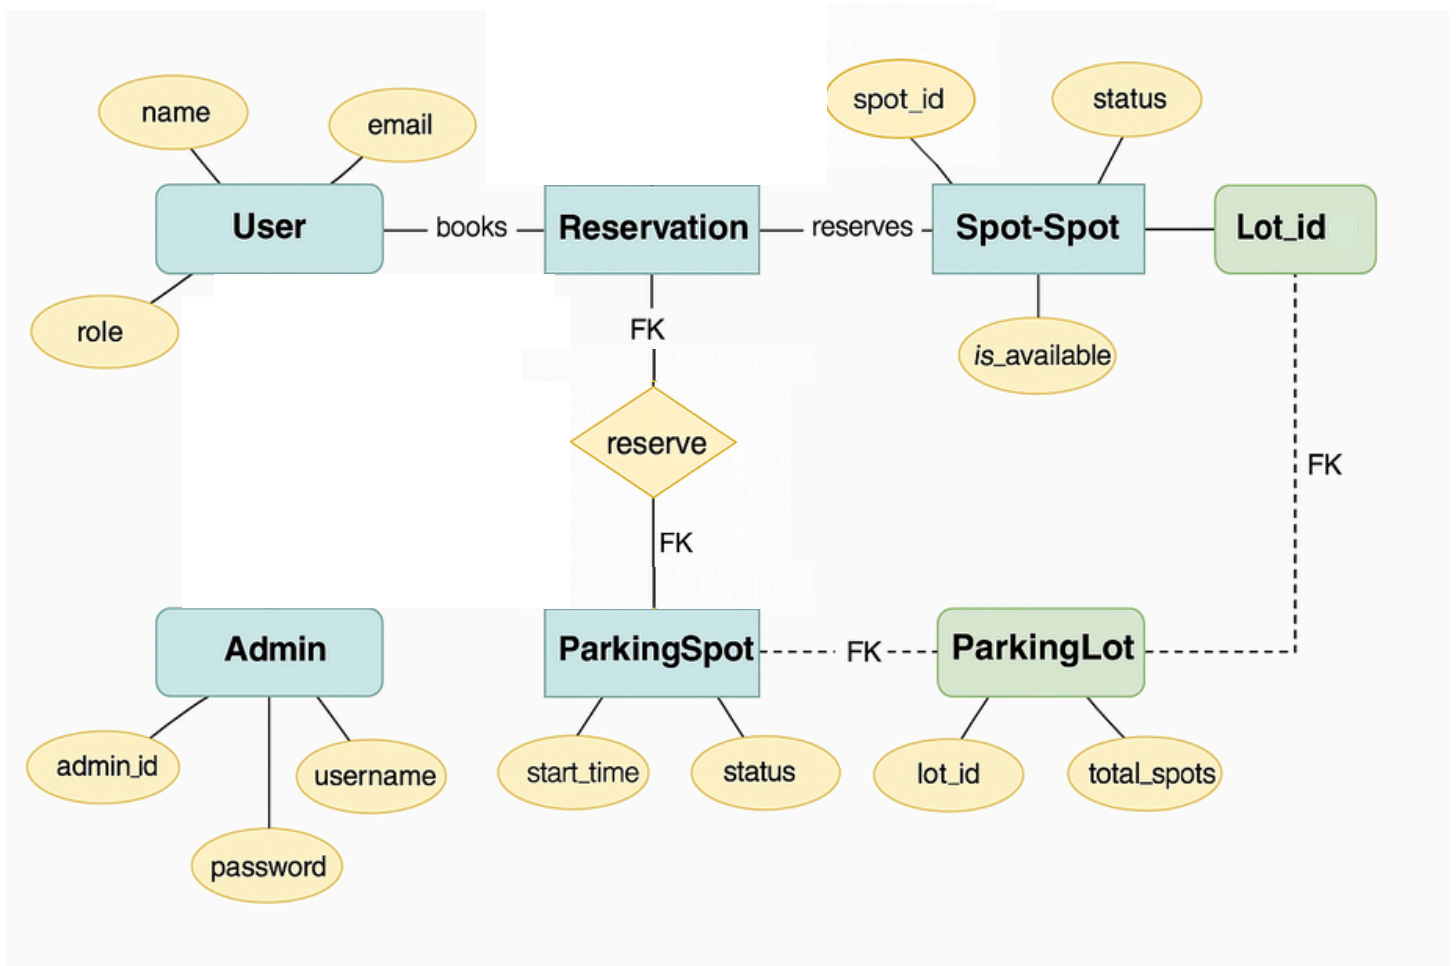 name
email
spot_id
status
User
books
Reservation
reserves
Spot-Spot
Lot_id
role
FK
is_available
reserve
FK
FK
Admin
ParkingSpot
FK
ParkingLot
admin_id
username
start_time
status
lot_id
total_spots
password